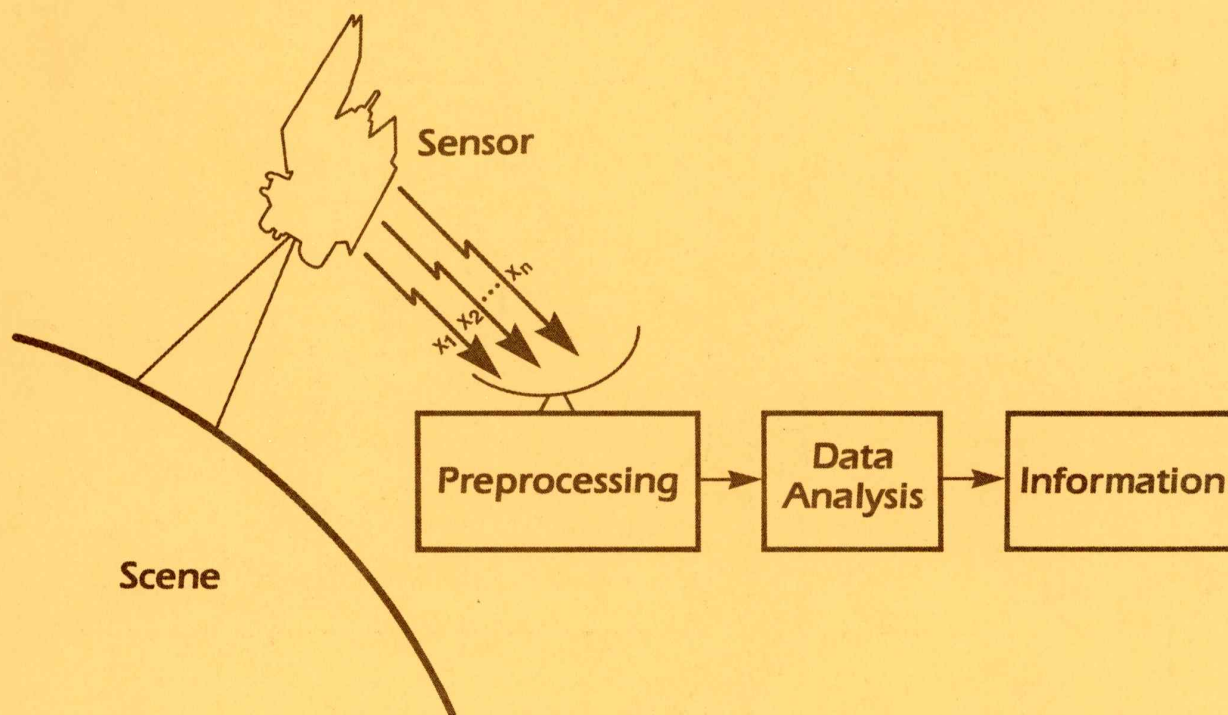 Sensor
x1
x2
...
xn
Preprocessing
Data
Analysis
Information
Scene